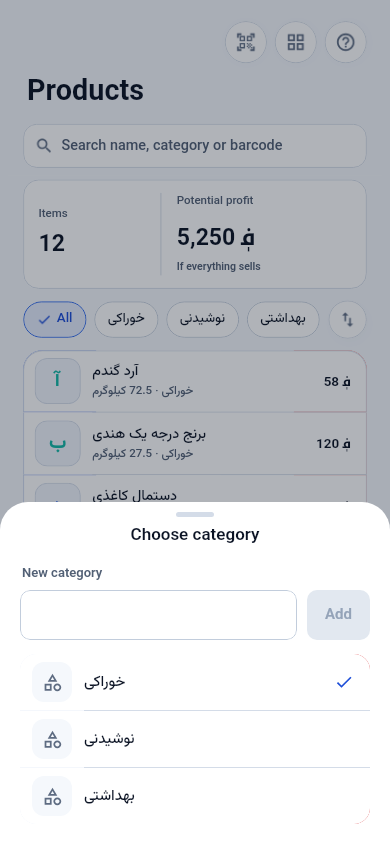 Products
Search name, category or barcode
Items
12
Potential profit
5,250 ؋
If everything sells
All
خوراکی
نوشیدنی
بهداشتی
آ
آرد گندم
خوراکی · 72.5 کیلوگرم
58 ؋
ب
برنج درجه یک هندی
خوراکی · 27.5 کیلوگرم
120 ؋
دستمال کاغذی
Choose category
New category
Add
خوراکی
نوشیدنی
بهداشتی